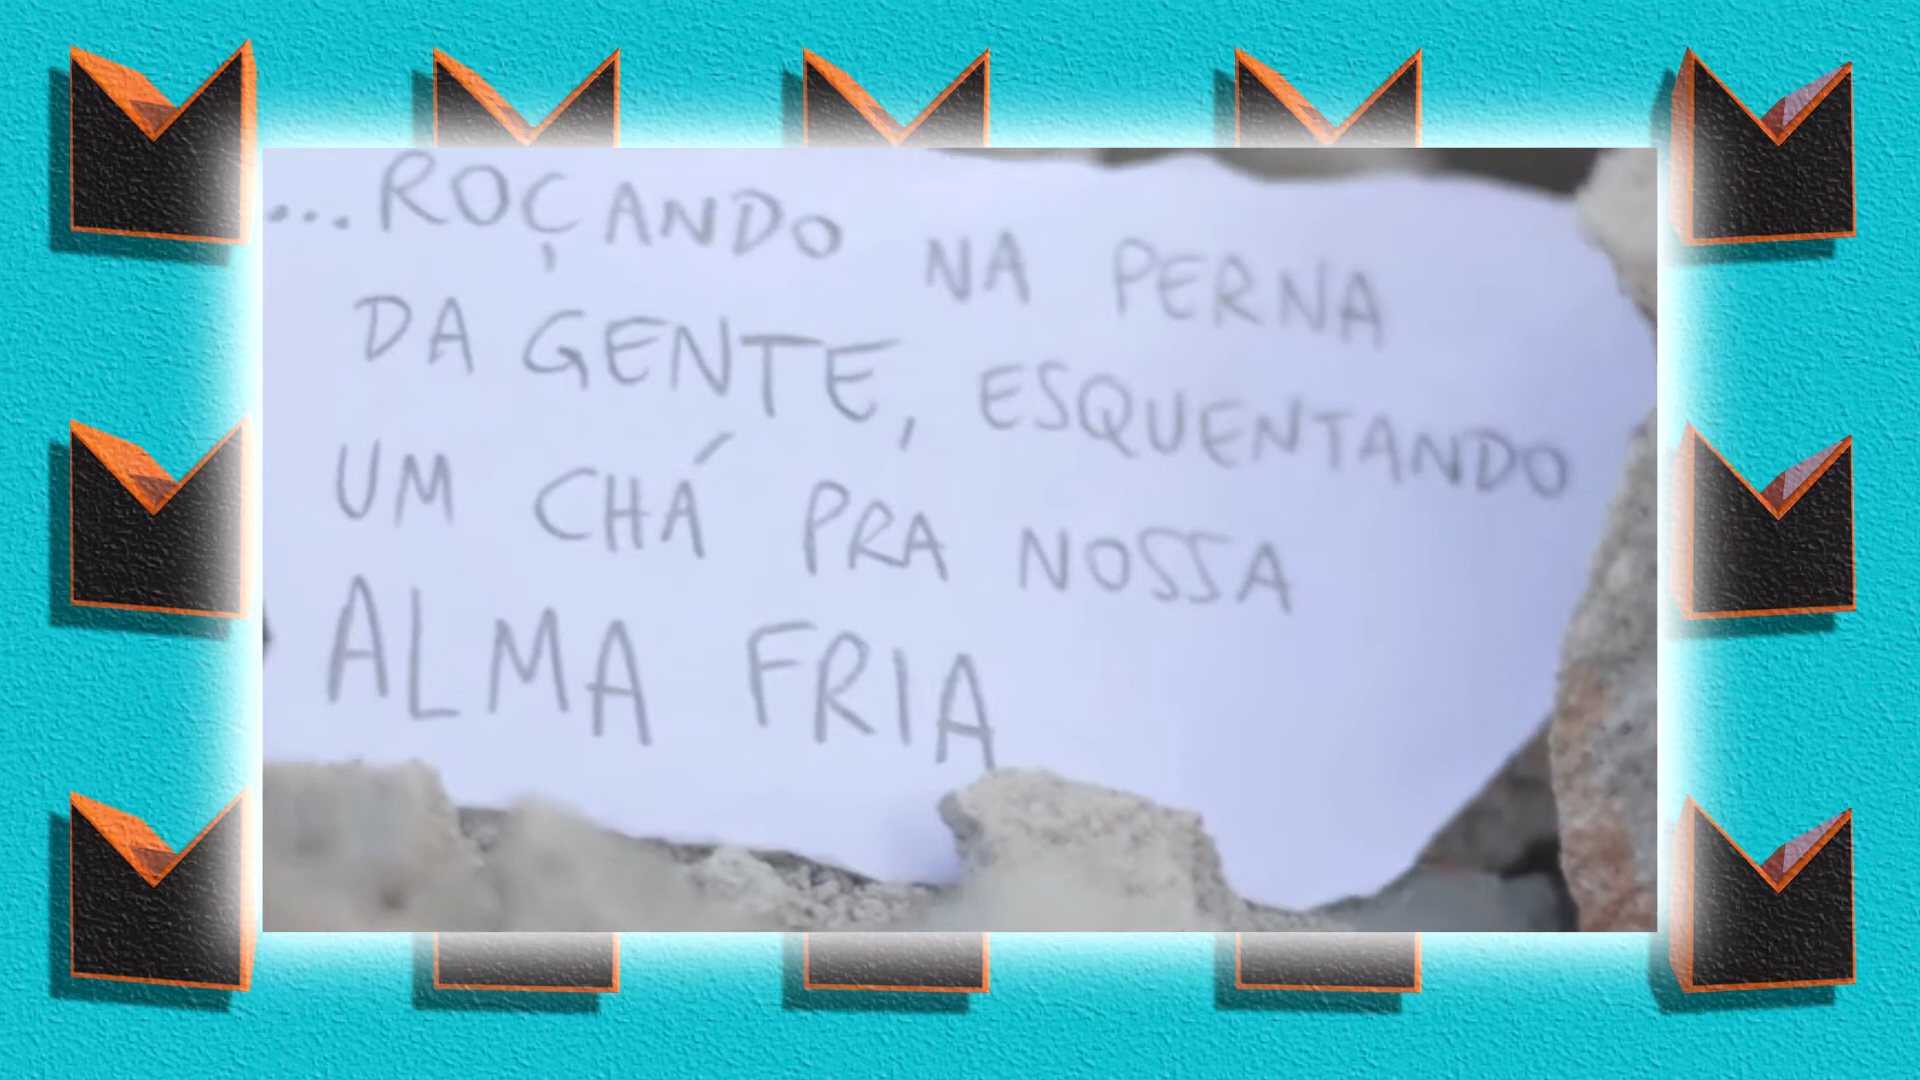 ...ROÇANDO NA PERNA
DA GENTE, ESQUENTANDO
UM CHÁ PRA NOSSA
ALMA FRIA